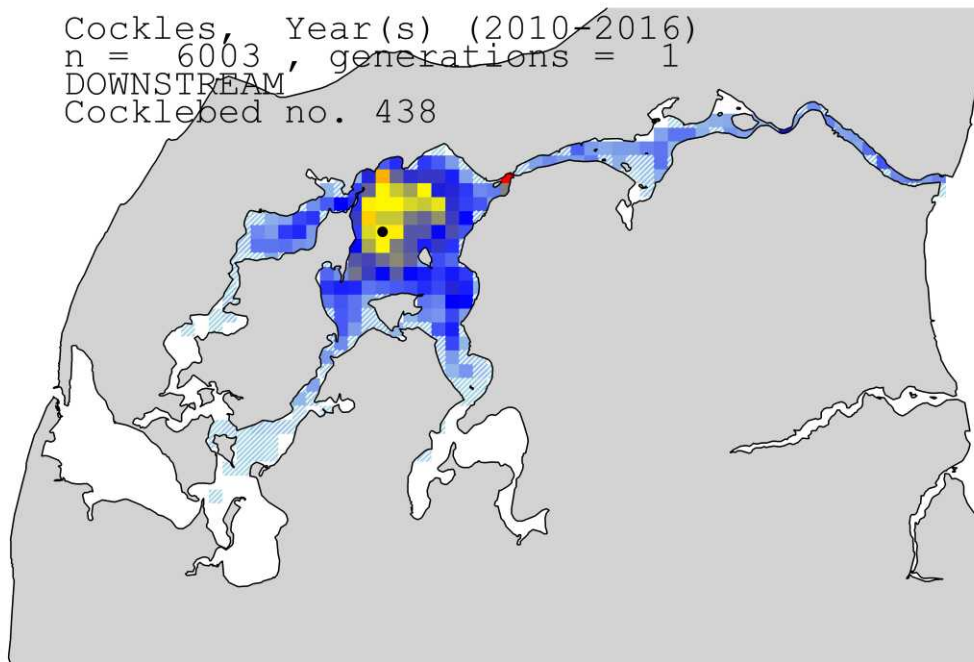 Cockles, Year(s) (2010-2016)
n = 6003 , generations = 1
DOWNSTREAM
Cocklebed no. 438